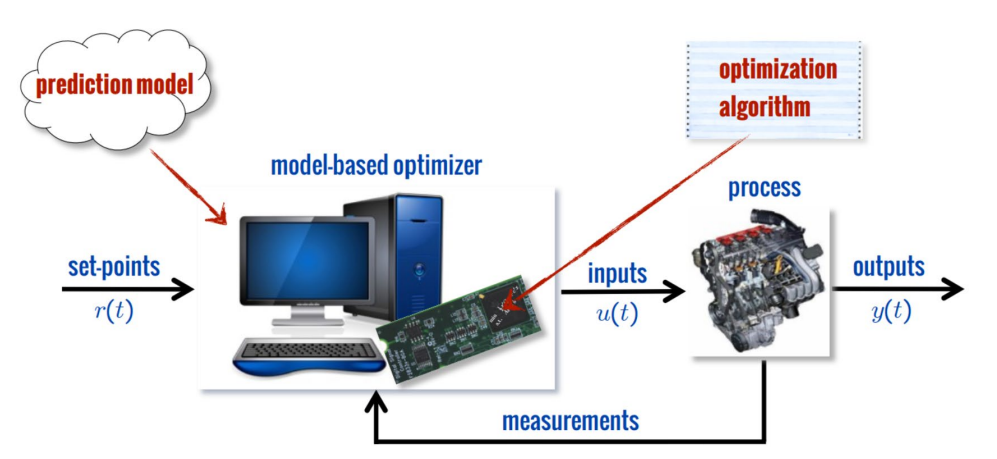 prediction model
optimization
algorithm
model-based optimizer
process
set-points
r(t)
inputs
u(t)
outputs
y(t)
measurements